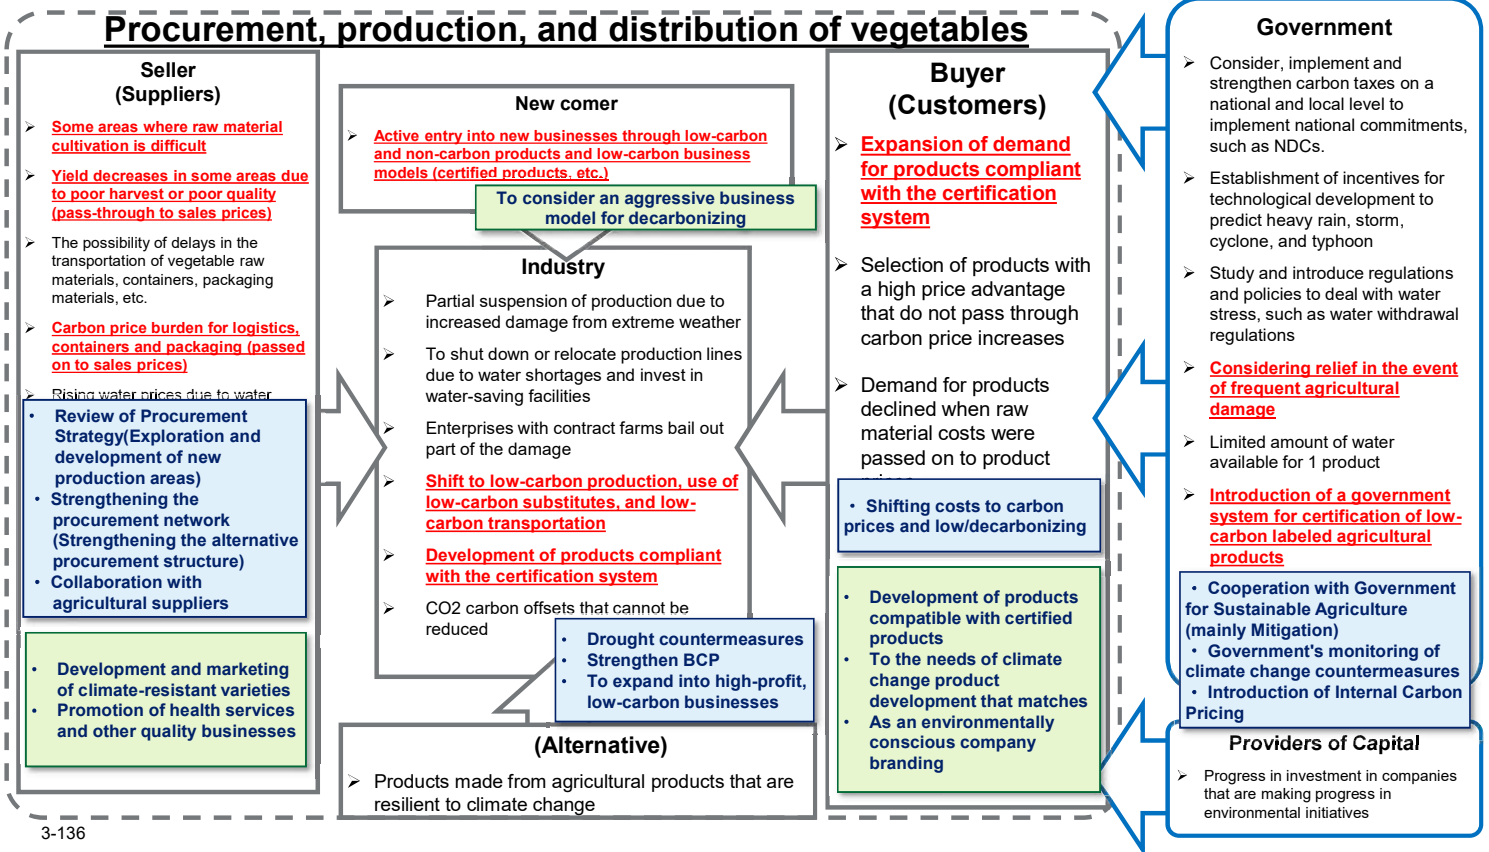 Procurement, production, and distribution of vegetables
Seller
(Suppliers)
➢ Some areas where raw material
cultivation is difficult
➢ Yield decreases in some areas due
to poor harvest or poor quality
(pass-through to sales prices)
➢ The possibility of delays in the
transportation of vegetable raw
materials, containers, packaging
materials, etc.
➢ Carbon price burden for logistics,
containers and packaging (passed
on to sales prices)
➢ Rising water prices due to water
• Review of Procurement
Strategy(Exploration and
development of new
production areas)
• Strengthening the
procurement network
(Strengthening the alternative
procurement structure)
• Collaboration with
agricultural suppliers
• Development and marketing
of climate-resistant varieties
• Promotion of health services
and other quality businesses
New comer
➢ Active entry into new businesses through low-carbon
and non-carbon products and low-carbon business
models (certified products, etc.)
To consider an aggressive business
model for decarbonizing
Industry
➢ Partial suspension of production due to
increased damage from extreme weather
➢ To shut down or relocate production lines
due to water shortages and invest in
water-saving facilities
➢ Enterprises with contract farms bail out
part of the damage
➢ Shift to low-carbon production, use of
low-carbon substitutes, and low-
carbon transportation
➢ Development of products compliant
with the certification system
➢ CO2 carbon offsets that cannot be
reduced
• Drought countermeasures
• Strengthen BCP
• To expand into high-profit,
low-carbon businesses
(Alternative)
➢ Products made from agricultural products that are
resilient to climate change
Buyer
(Customers)
➢ Expansion of demand
for products compliant
with the certification
system
➢ Selection of products with
a high price advantage
that do not pass through
carbon price increases
➢ Demand for products
declined when raw
material costs were
passed on to product
• Shifting costs to carbon
prices and low/decarbonizing
• Development of products
compatible with certified
products
• To the needs of climate
change product
development that matches
• As an environmentally
conscious company
branding
Government
➢ Consider, implement and
strengthen carbon taxes on a
national and local level to
implement national commitments,
such as NDCs.
➢ Establishment of incentives for
technological development to
predict heavy rain, storm,
cyclone, and typhoon
➢ Study and introduce regulations
and policies to deal with water
stress, such as water withdrawal
regulations
➢ Considering relief in the event
of frequent agricultural
damage
➢ Limited amount of water
available for 1 product
➢ Introduction of a government
system for certification of low-
carbon labeled agricultural
products
• Cooperation with Government
for Sustainable Agriculture
(mainly Mitigation)
• Government's monitoring of
climate change countermeasures
• Introduction of Internal Carbon
Pricing
Providers of Capital
➢ Progress in investment in companies
that are making progress in
environmental initiatives
3-136